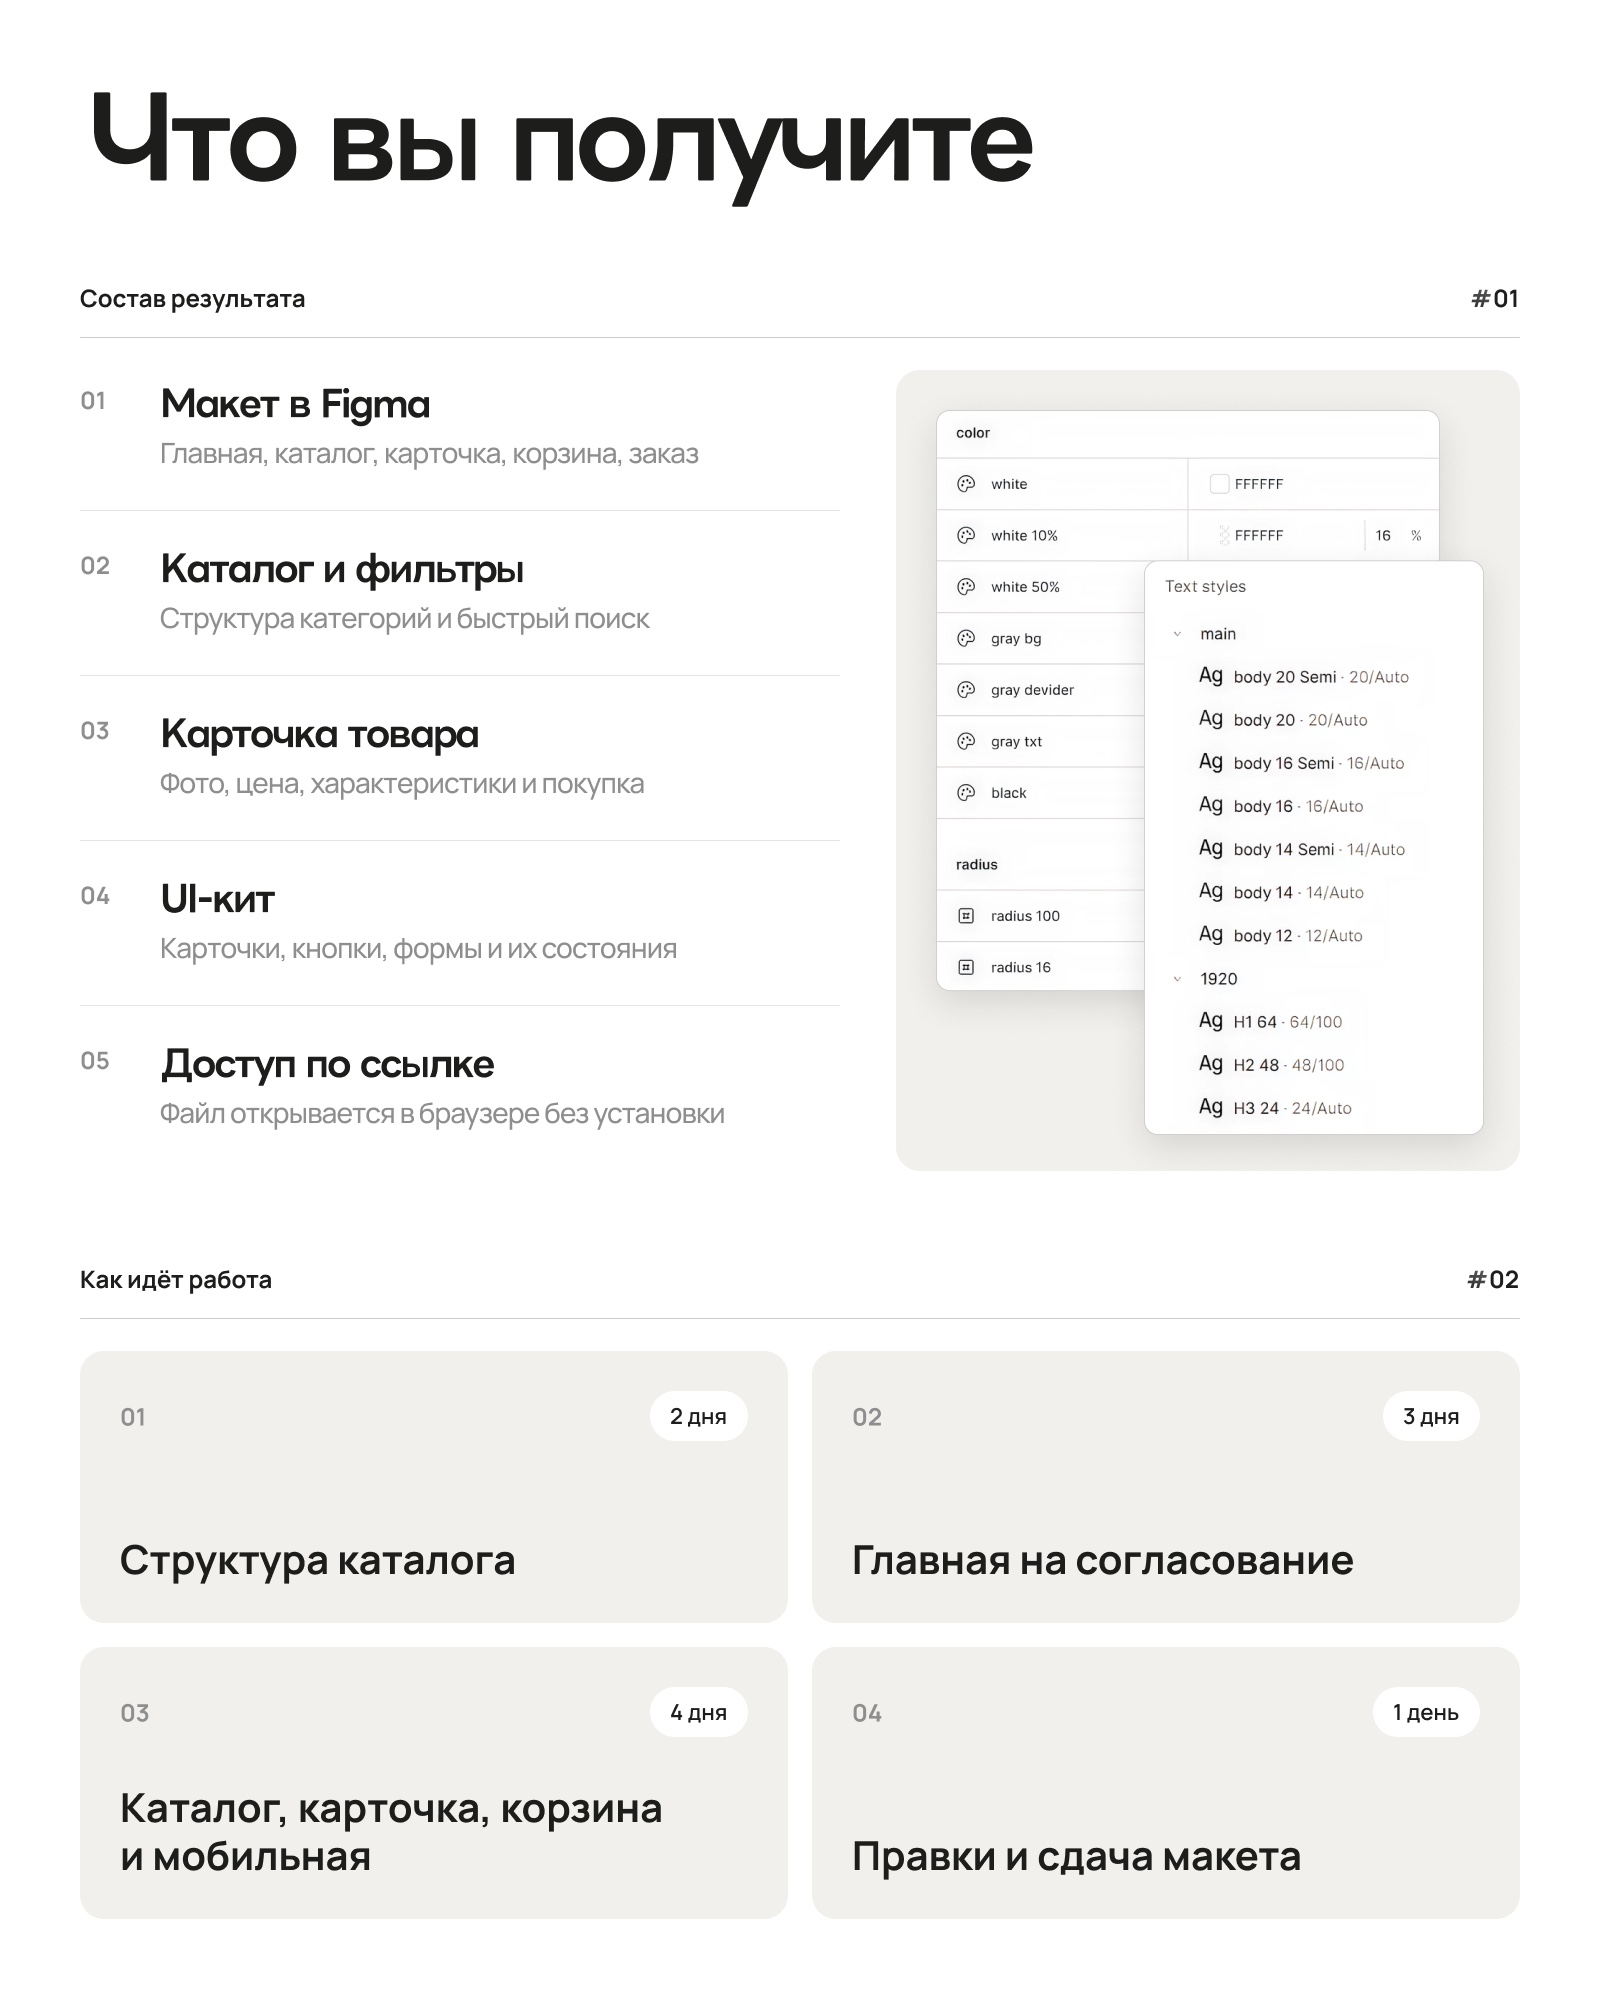 Что вы получите
Состав результата
#01
01
Макет в Figma
Главная, каталог, карточка, корзина, заказ
02
Каталог и фильтры
Структура категорий и быстрый поиск
03
Карточка товара
Фото, цена, характеристики и покупка
04
UI-кит
Карточки, кнопки, формы и их состояния
05
Доступ по ссылке
Файл открывается в браузере без установки
color
white
FFFFFF
white 10%
FFFFFF 16 %
white 50%
gray bg
gray devider
gray txt
black
radius
radius 100
radius 16
Text styles
main
Ag body 20 Semi · 20/Auto
Ag body 20 · 20/Auto
Ag body 16 Semi · 16/Auto
Ag body 16 · 16/Auto
Ag body 14 Semi · 14/Auto
Ag body 14 · 14/Auto
Ag body 12 · 12/Auto
1920
Ag H1 64 · 64/100
Ag H2 48 · 48/100
Ag H3 24 · 24/Auto
Как идёт работа
#02
01
2 дня
Структура каталога
02
3 дня
Главная на согласование
03
4 дня
Каталог, карточка, корзина
и мобильная
04
1 день
Правки и сдача макета